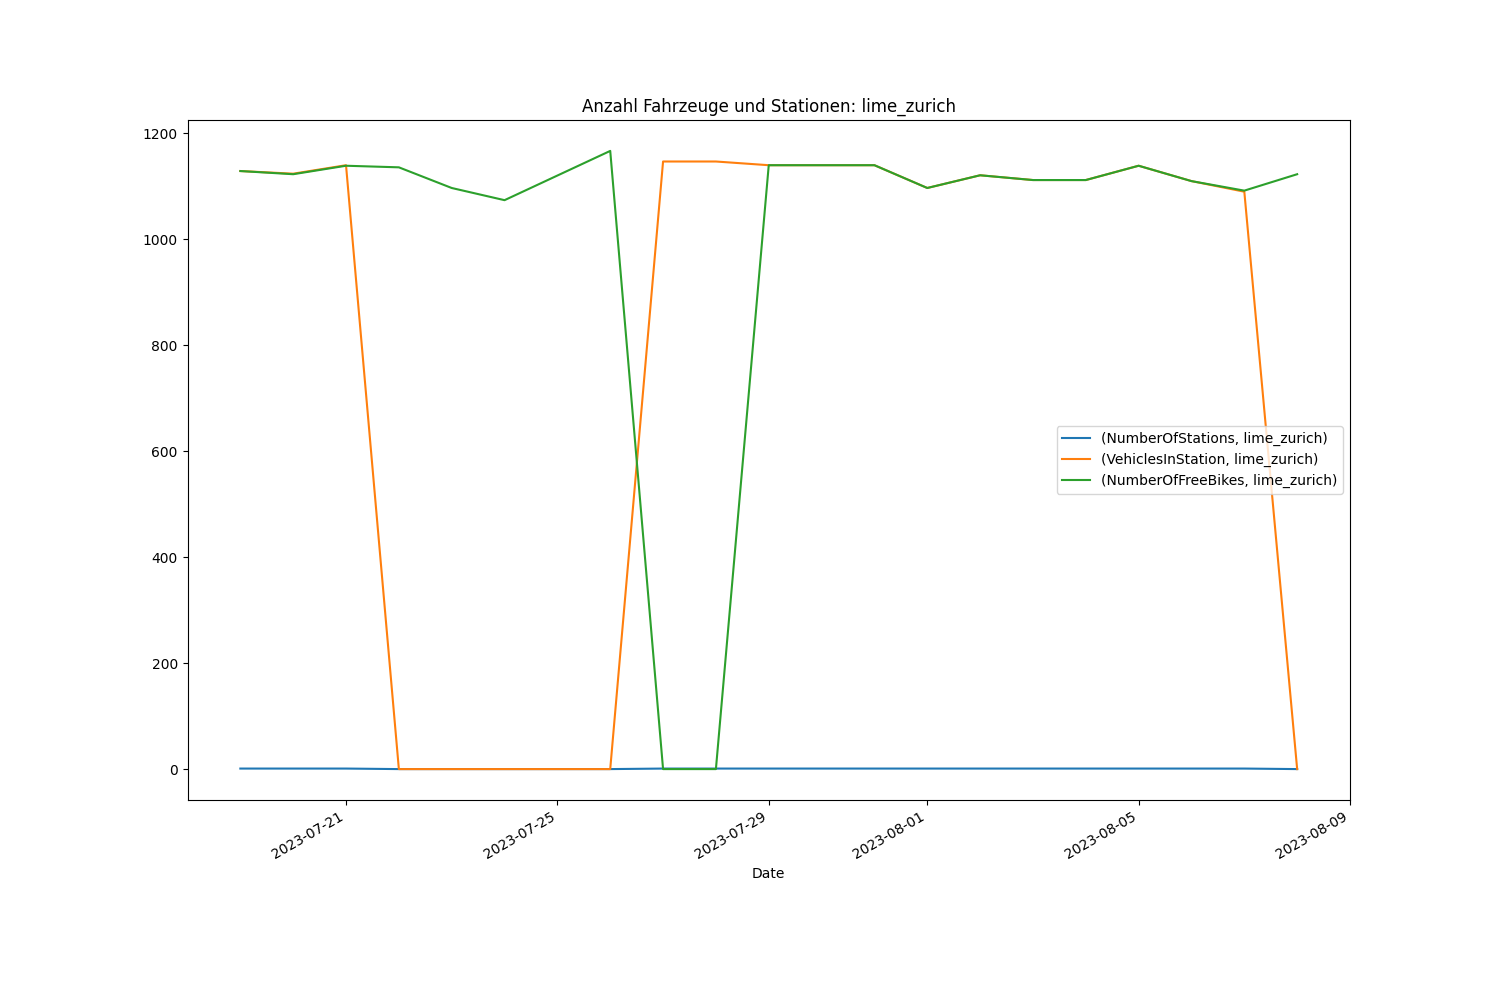 Anzahl Fahrzeuge und Stationen: lime_zurich
1200
1000
800
600
400
200
0
(NumberOfStations, lime_zurich)
(VehiclesInStation, lime_zurich)
(NumberOfFreeBikes, lime_zurich)
2023-07-21
2023-07-25
2023-07-29
2023-08-01
2023-08-05
2023-08-09
Date